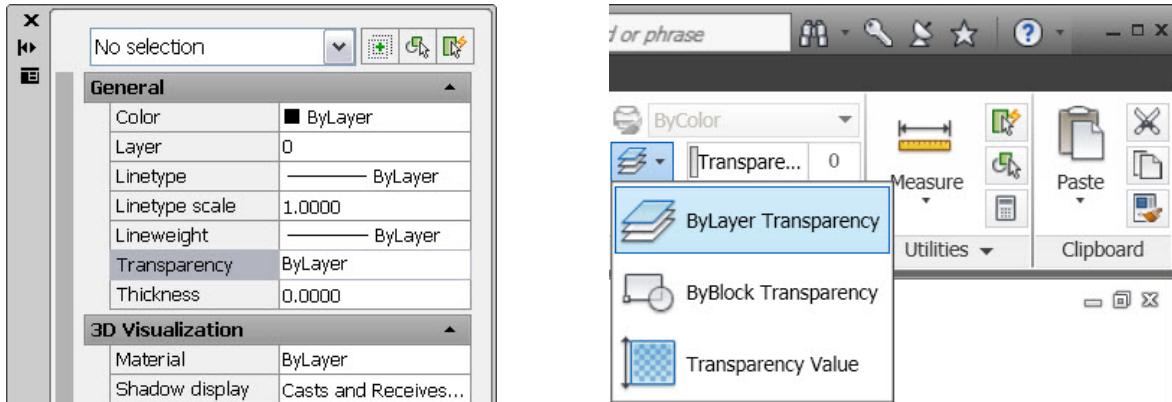 No selection
General
Color ByLayer
Layer 0
Linetype ByLayer
Linetype scale 1.0000
Lineweight ByLayer
Transparency ByLayer
Thickness 0.0000
3D Visualization
Material ByLayer
Shadow display Casts and Receives...
or phrase
ByColor
Transpare... 0
Measure
Paste
ByLayer Transparency
Utilities
Clipboard
ByBlock Transparency
Transparency Value